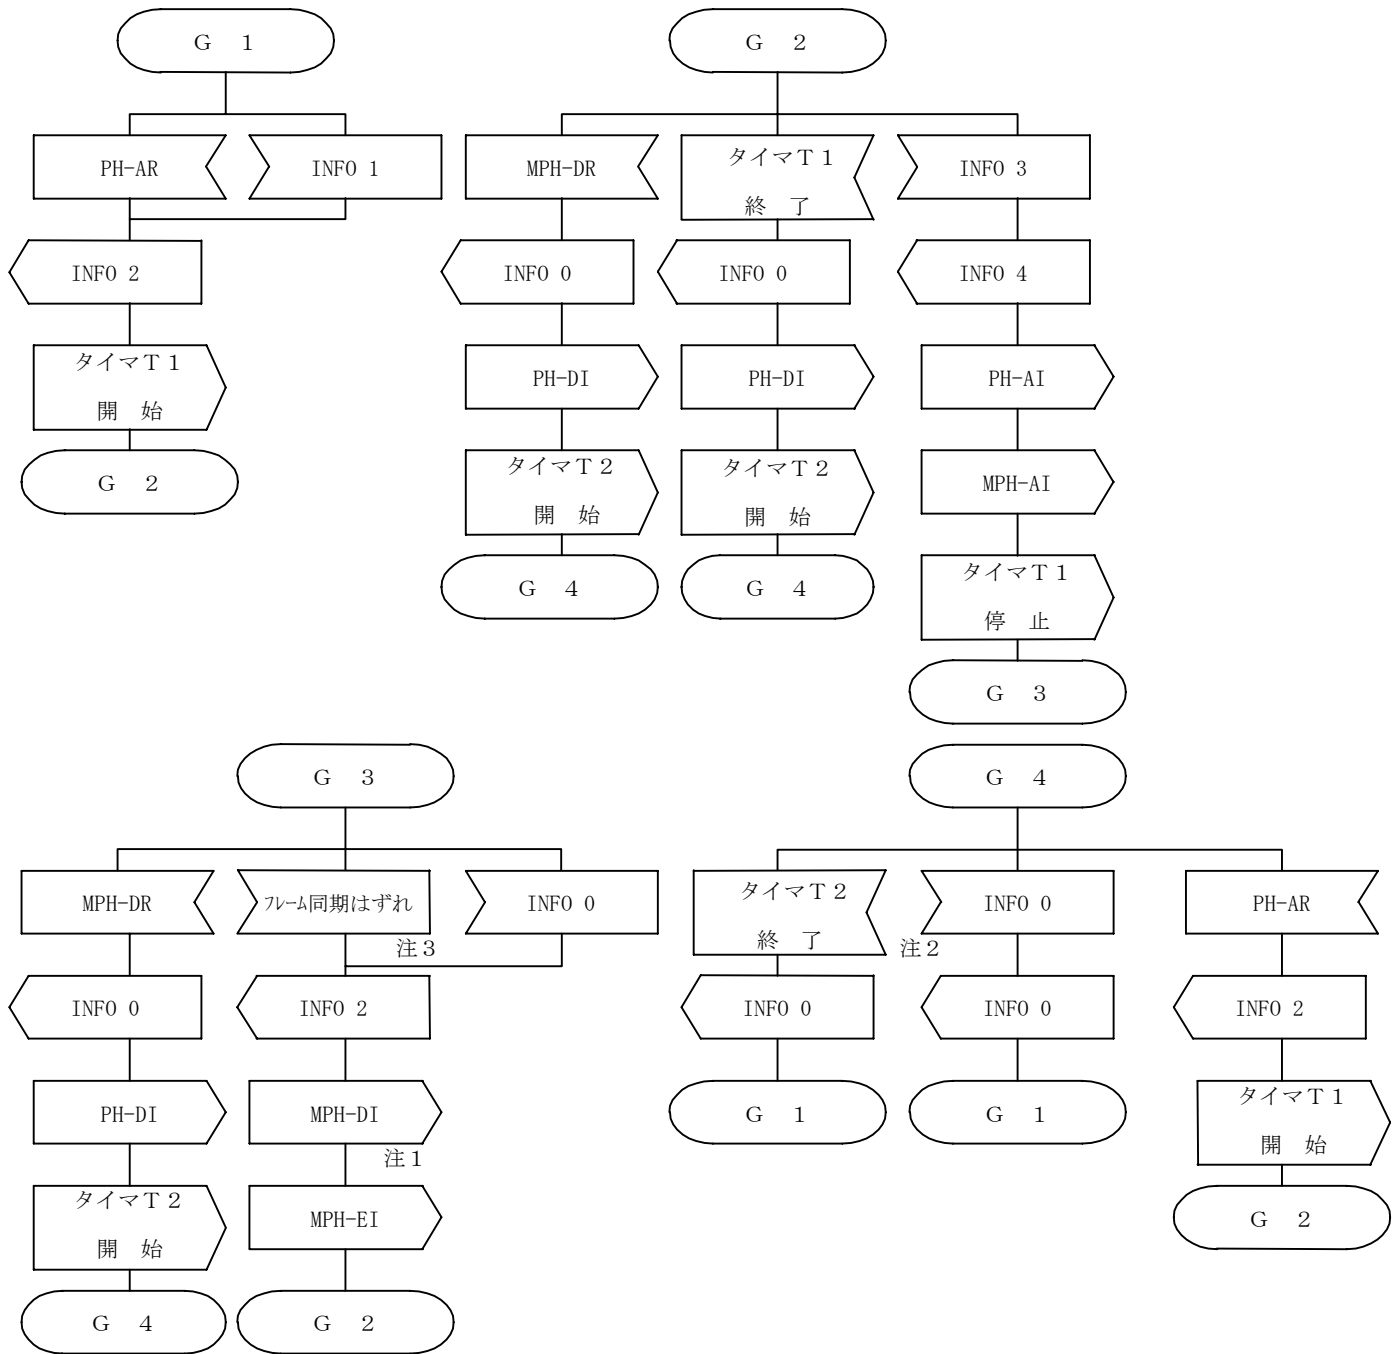 G 1
PH-AR
INFO 1
INFO 2
タイマT1
開 始
G 2
G 2
MPH-DR
タイマT1
終 了
INFO 3
INFO 0
INFO 0
INFO 4
PH-DI
PH-DI
PH-AI
タイマT2
開 始
タイマT2
開 始
MPH-AI
G 4
G 4
タイマT1
停 止
G 3
G 3
MPH-DR
フレーム同期はずれ
INFO 0
注3
INFO 0
INFO 2
PH-DI
MPH-DI
注1
タイマT2
開 始
MPH-EI
G 4
G 2
G 4
タイマT2
終 了
注2
INFO 0
PH-AR
INFO 0
INFO 0
INFO 2
G 1
G 1
タイマT1
開 始
G 2